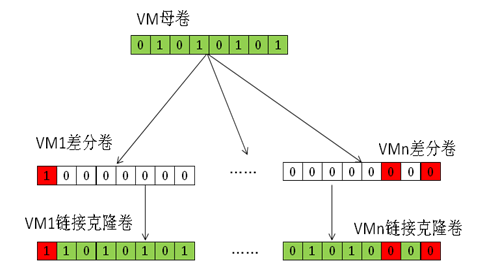 VM母卷
0 1 0 1 0 1 0 1
VM1差分卷
VMn差分卷
1 0 0 0 0 0 0 0
……
0 0 0 0 0 0 0 0
VM1链接克隆卷
VMn链接克隆卷
1 1 0 1 0 1 0 1
……
0 1 0 1 0 0 0 0